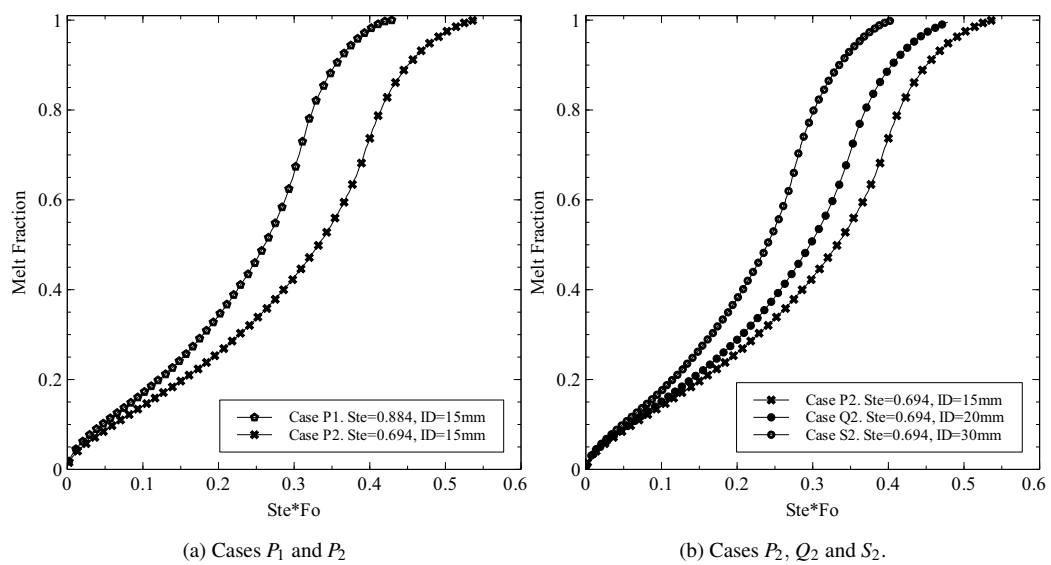 1
0.8
0.6
0.4
0.2
0
Melt Fraction
Case P1. Ste=0.884, ID=15mm
Case P2. Ste=0.694, ID=15mm
0 0.1 0.2 0.3 0.4 0.5 0.6
Ste*Fo
(a) Cases P1 and P2
1
0.8
0.6
0.4
0.2
0
Melt Fraction
Case P2. Ste=0.694, ID=15mm
Case Q2. Ste=0.694, ID=20mm
Case S2. Ste=0.694, ID=30mm
0 0.1 0.2 0.3 0.4 0.5 0.6
Ste*Fo
(b) Cases P2, Q2 and S2.